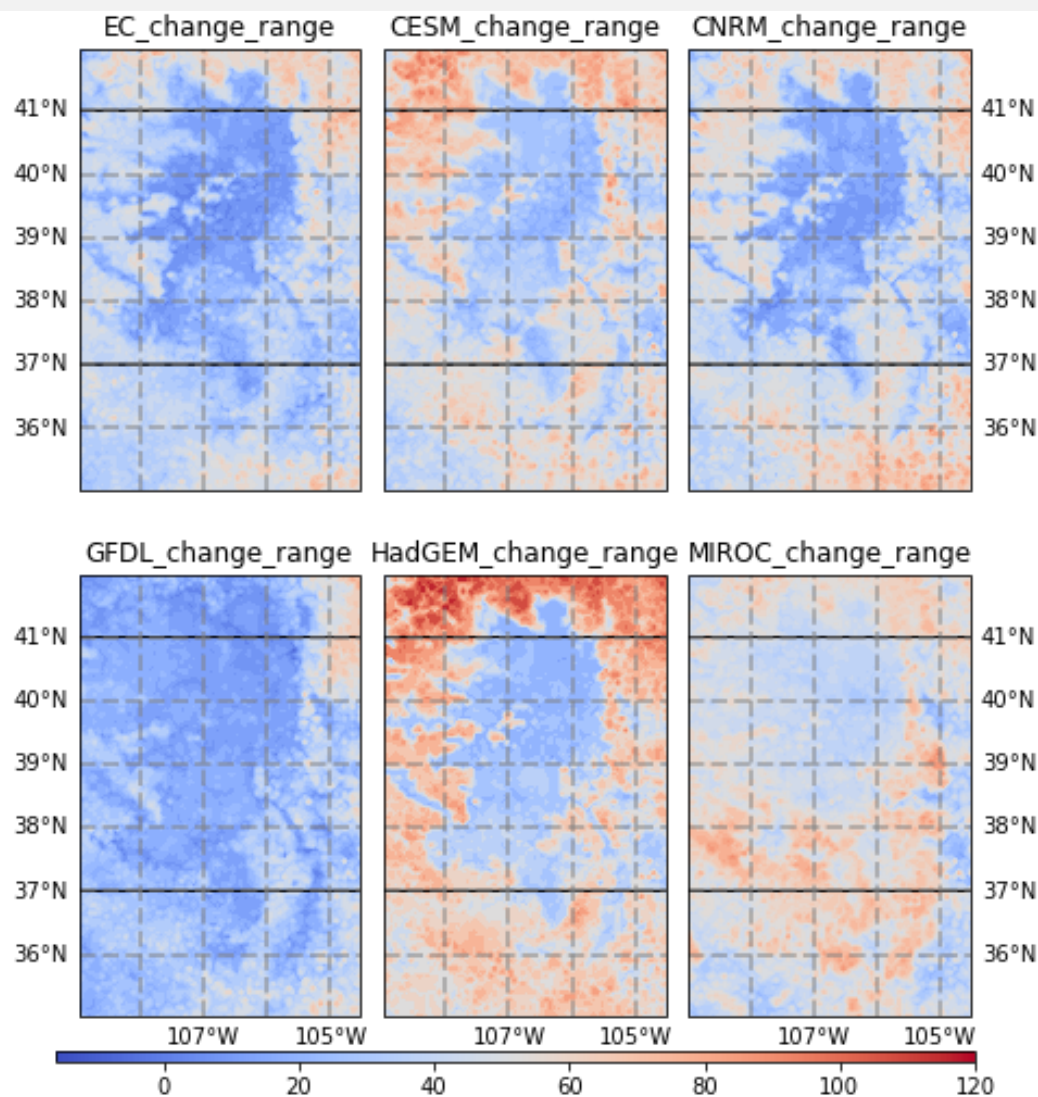 EC_change_range CESM_change_range CNRM_change_range
41°N 41°N
40°N 40°N
39°N 39°N
38°N 38°N
37°N 37°N
36°N 36°N
GFDL_change_range HadGEM_change_range MIROC_change_range
41°N 41°N
40°N 40°N
39°N 39°N
38°N 38°N
37°N 37°N
36°N 36°N
107°W 105°W 107°W 105°W 107°W 105°W
0 20 40 60 80 100 120